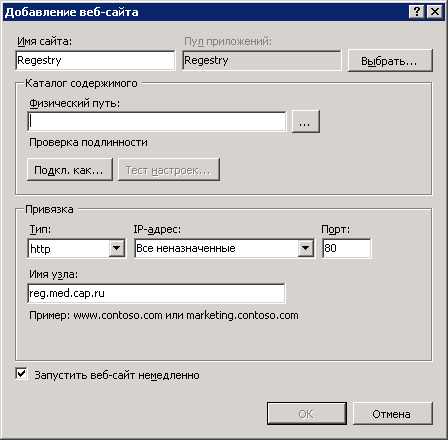 Добавление веб-сайта
Имя сайта: Пул приложений:
Regestry Regestry Выбрать...
Каталог содержимого
Физический путь:
...
Проверка подлинности
Подкл. как... Тест настроек...
Привязка
Тип: IP-адрес: Порт:
http Все неназначенные 80
Имя узла:
reg.med.cap.ru
Пример: www.contoso.com или marketing.contoso.com
Запустить веб-сайт немедленно
ОК Отмена